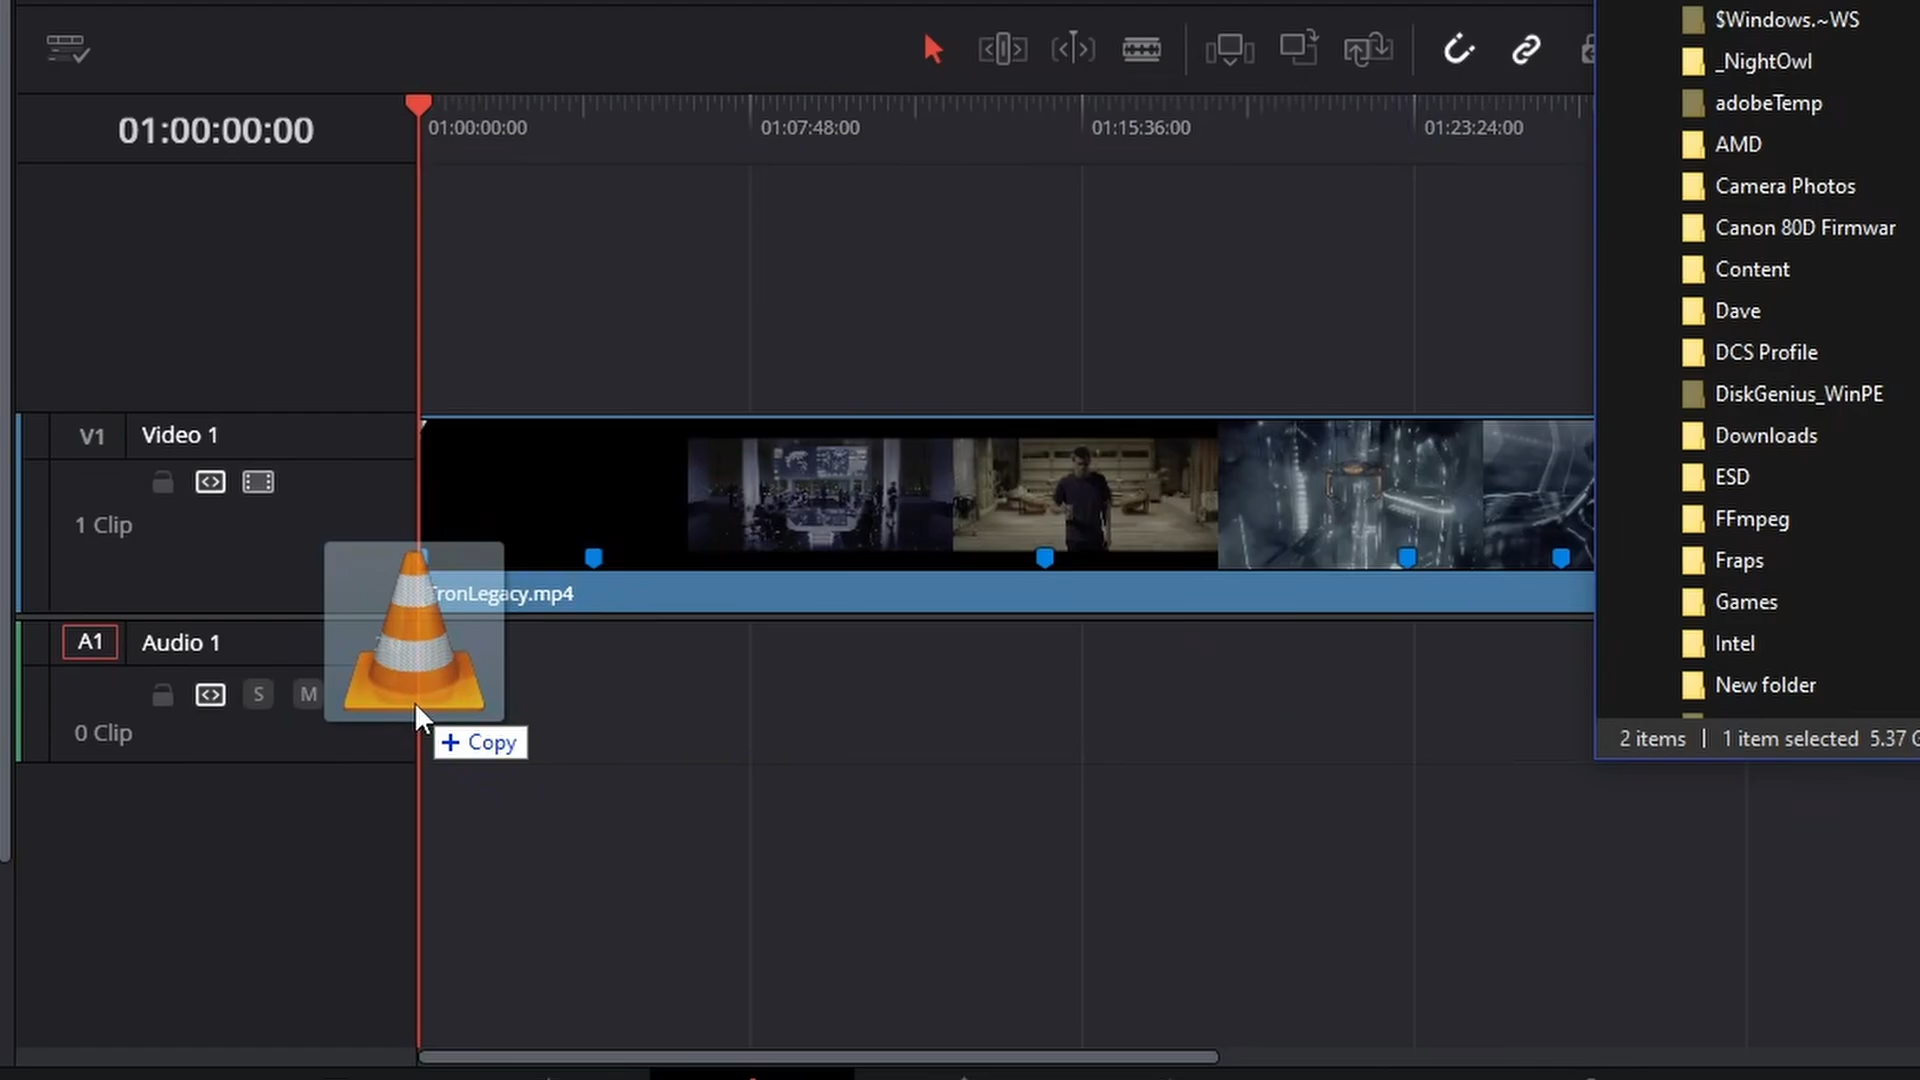 01:00:00:00
01:00:00:00
01:07:48:00
01:15:36:00
01:23:24:00
V1
Video 1
1 Clip
ronLegacy.mp4
A1
Audio 1
S
M
0 Clip
+ Copy
$Windows.~WS
_NightOwl
adobeTemp
AMD
Camera Photos
Canon 80D Firmwar
Content
Dave
DCS Profile
DiskGenius_WinPE
Downloads
ESD
FFmpeg
Fraps
Games
Intel
New folder
2 items | 1 item selected 5.37 G